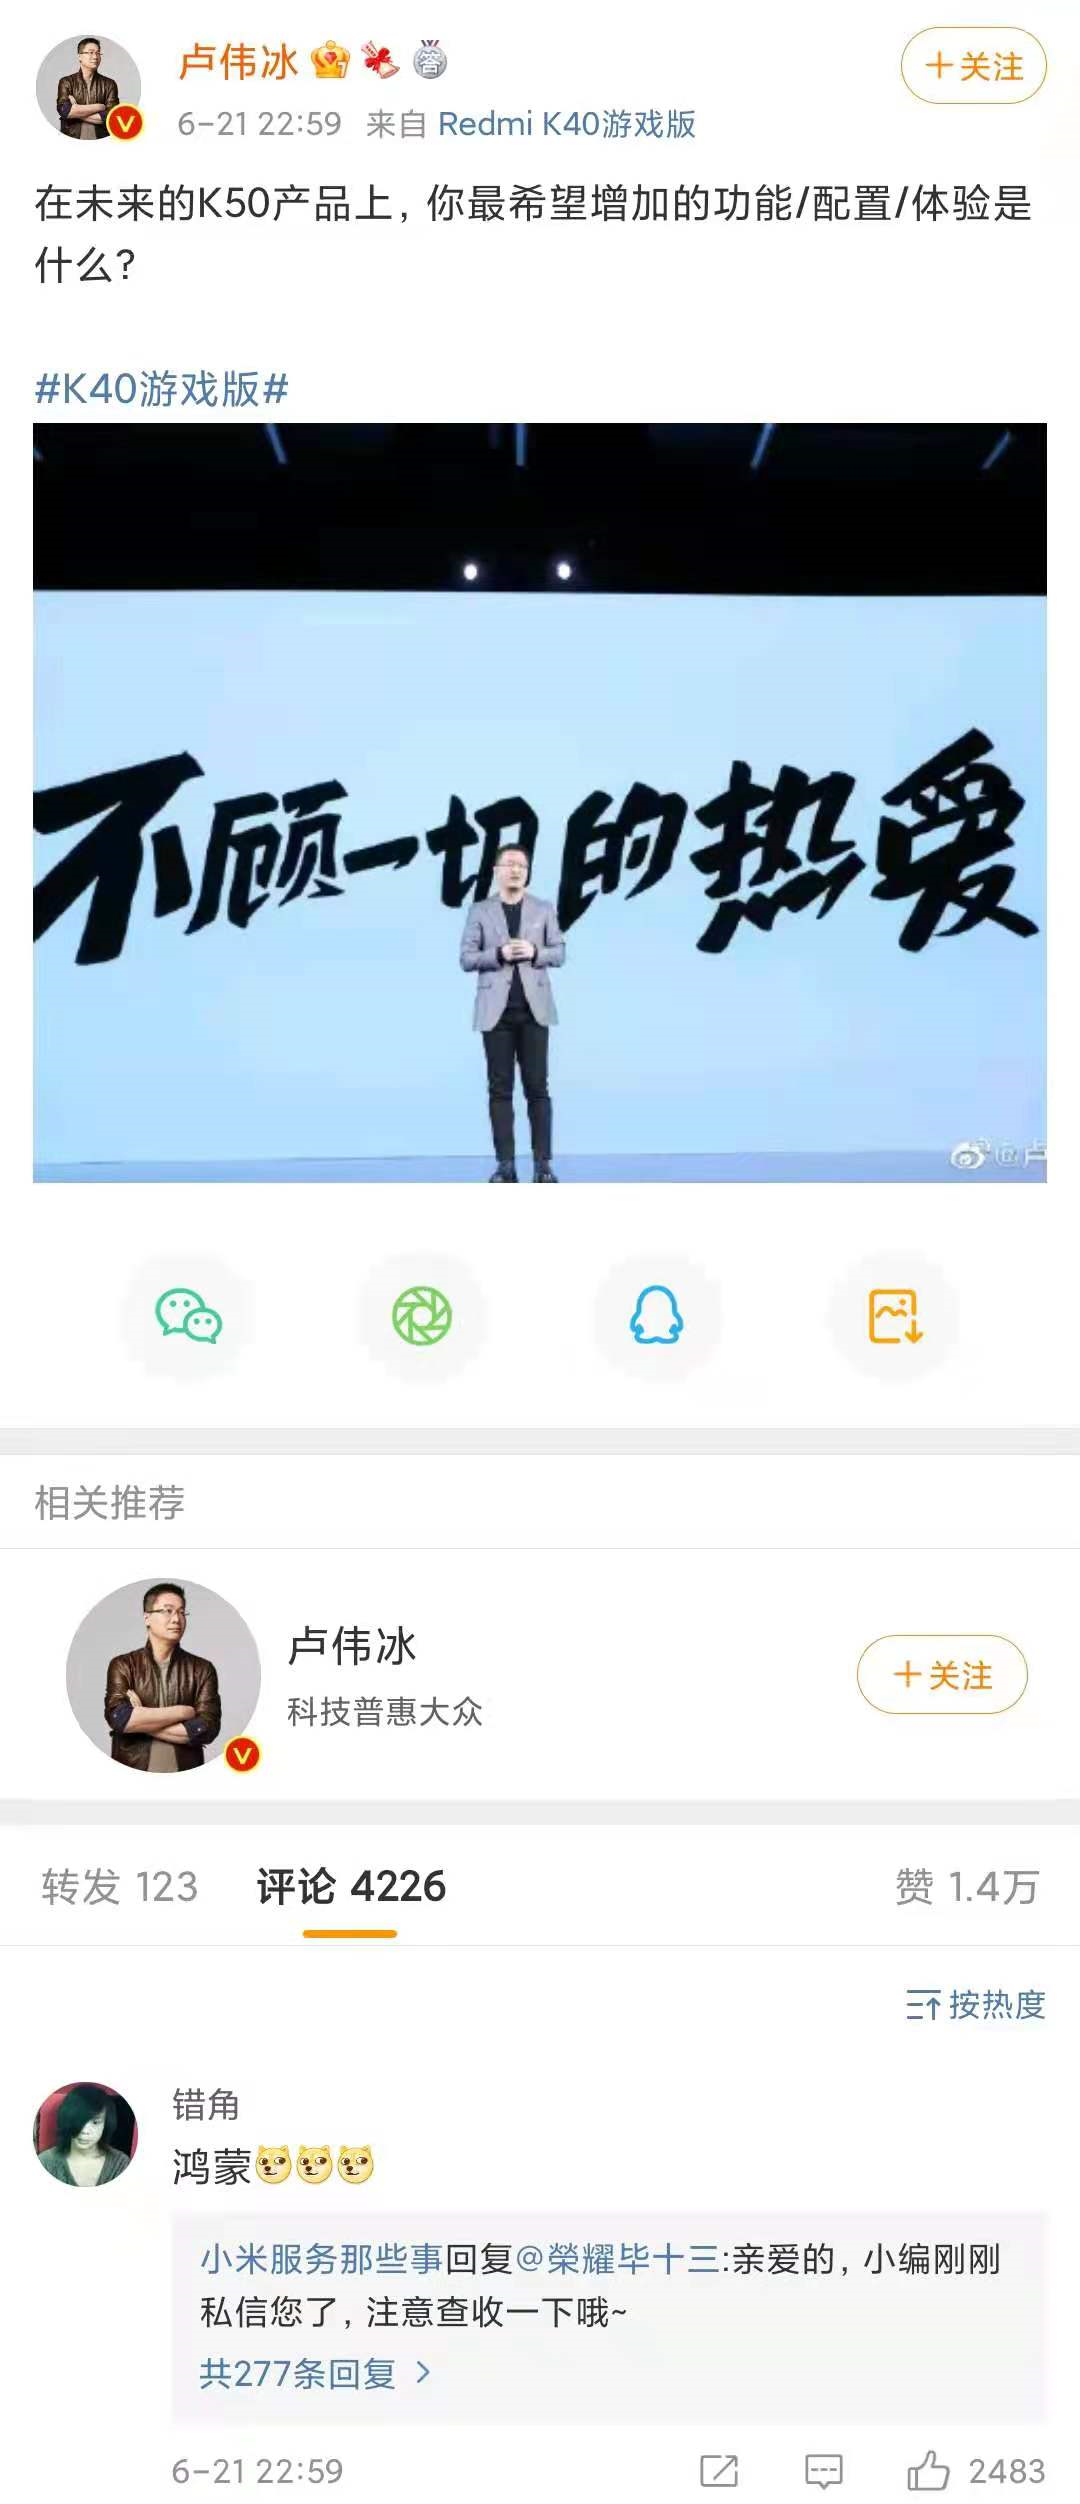 卢伟冰
答
+关注
6-21 22:59 来自 Redmi K40游戏版
在未来的K50产品上，你最希望增加的功能/配置/体验是
什么？
#K40游戏版#
不顾一切的热爱
@卢
相关推荐
卢伟冰
科技普惠大众
+关注
转发 123 评论 4226 赞 1.4万
按热度
错角
鸿蒙
小米服务那些事回复@榮耀毕十三:亲爱的，小编刚刚
私信您了，注意查收一下哦~
共277条回复 >
6-21 22:59 2483